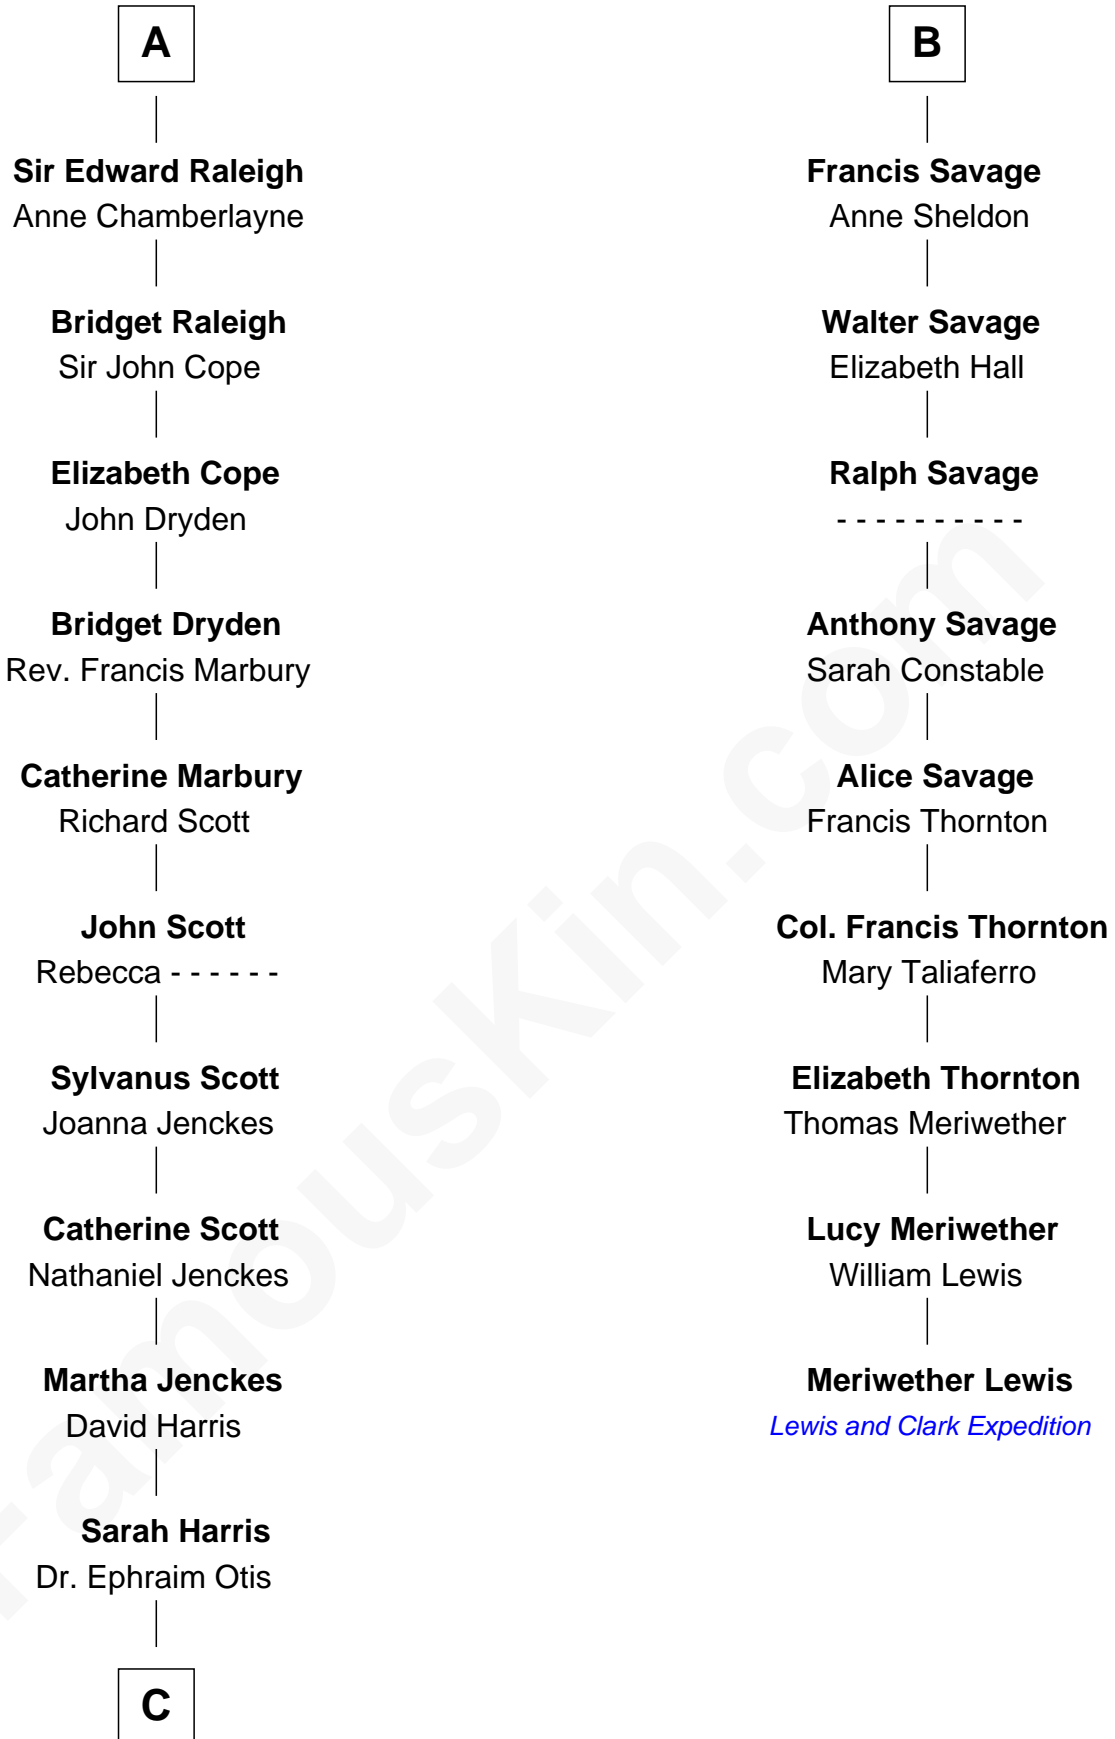 A
Sir Edward Raleigh
Anne Chamberlayne
Bridget Raleigh
Sir John Cope
Elizabeth Cope
John Dryden
Bridget Dryden
Rev. Francis Marbury
Catherine Marbury
Richard Scott
John Scott
Rebecca - - - - - -
Sylvanus Scott
Joanna Jenckes
Catherine Scott
Nathaniel Jenckes
Martha Jenckes
David Harris
Sarah Harris
Dr. Ephraim Otis
C
B
Francis Savage
Anne Sheldon
Walter Savage
Elizabeth Hall
Ralph Savage
- - - - - - - - - -
Anthony Savage
Sarah Constable
Alice Savage
Francis Thornton
Col. Francis Thornton
Mary Taliaferro
Elizabeth Thornton
Thomas Meriwether
Lucy Meriwether
William Lewis
Meriwether Lewis
Lewis and Clark Expedition
FamousKin.com